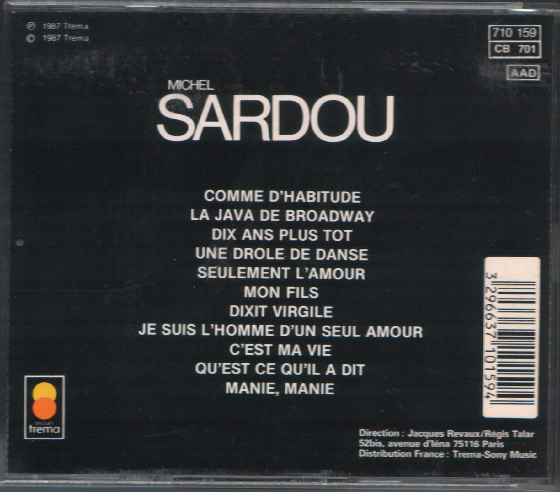 ℗ 1987 Trema
© 1987 Trema
710 159
CB 701
AAD
MICHEL
SARDOU
COMME D'HABITUDE
LA JAVA DE BROADWAY
DIX ANS PLUS TOT
UNE DROLE DE DANSE
SEULEMENT L'AMOUR
MON FILS
DIXIT VIRGILE
JE SUIS L'HOMME D'UN SEUL AMOUR
C'EST MA VIE
QU'EST CE QU'IL A DIT
MANIE, MANIE
3296637101594
disques
trema
Direction : Jacques Revaux/Régis Talar
52bis, avenue d'Iéna 75116 Paris
Distribution France : Trema-Sony Music